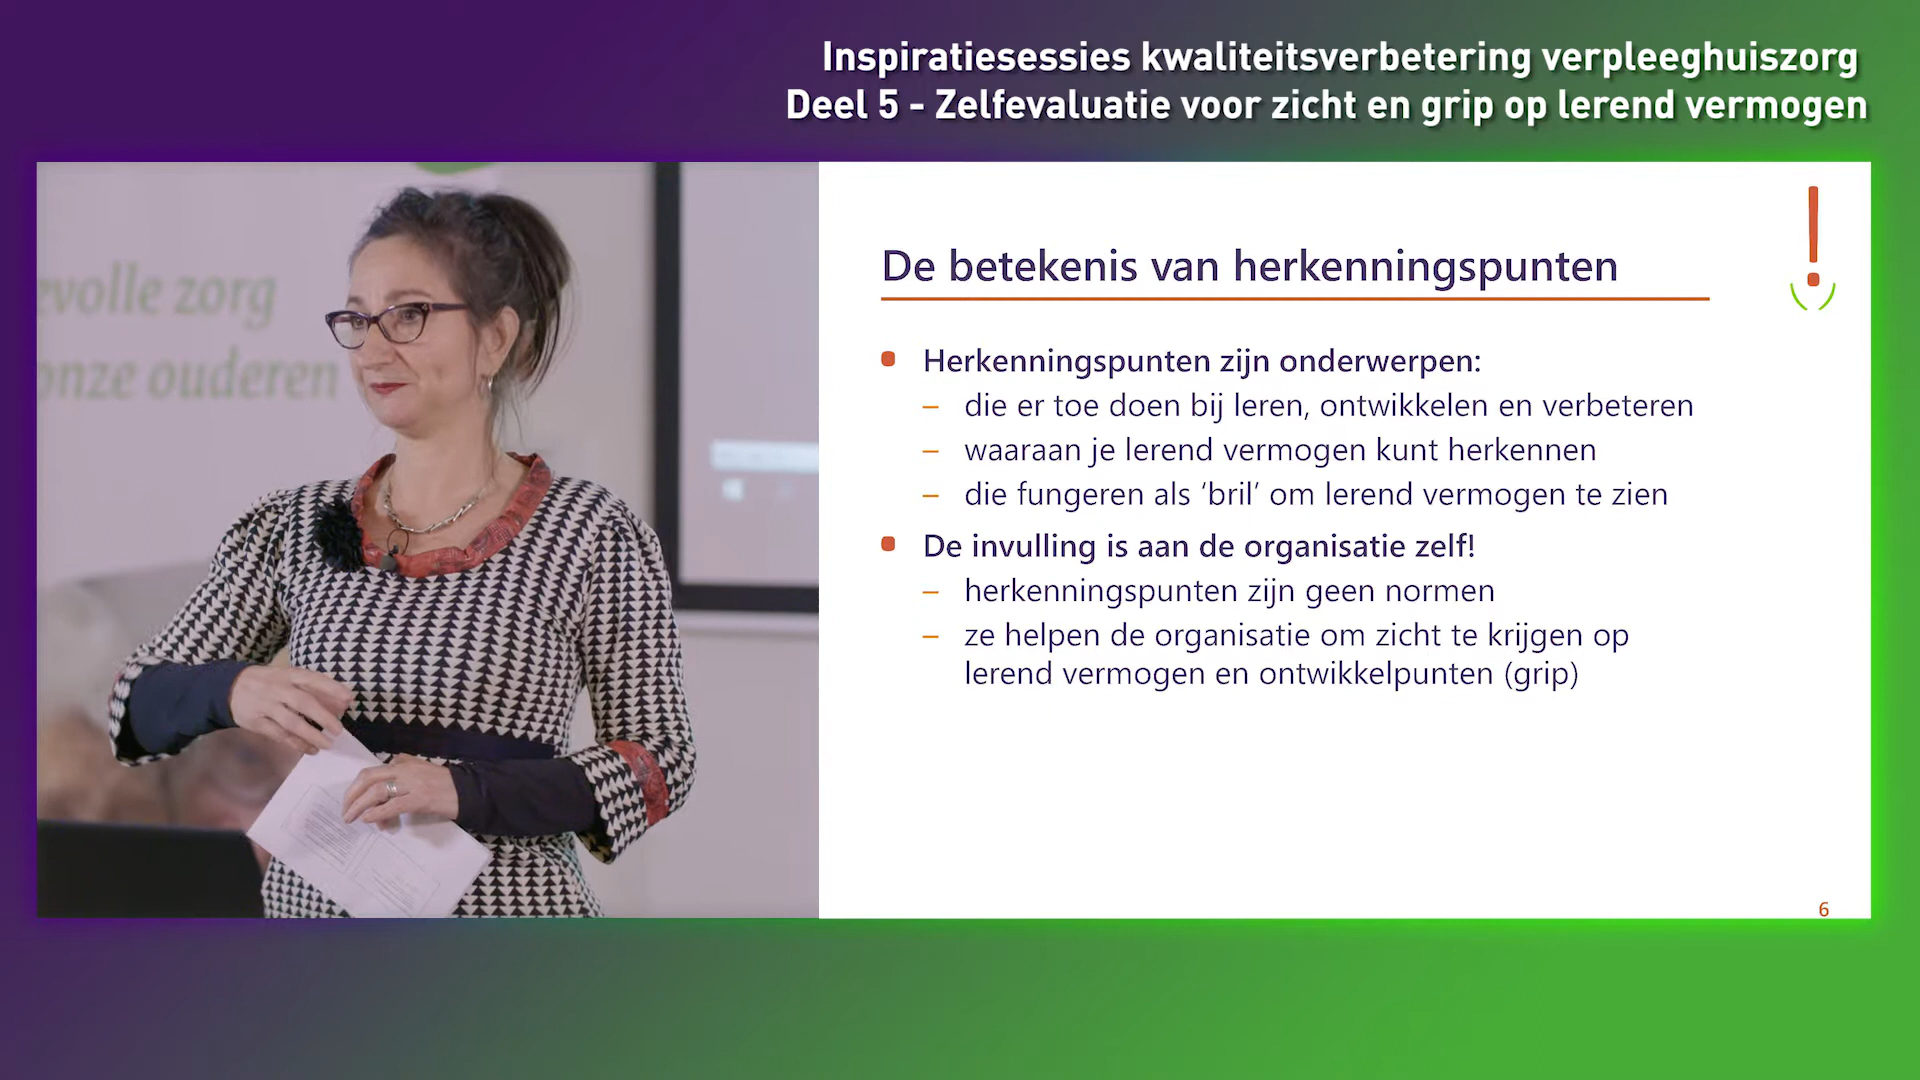 Inspiratiesessies kwaliteitsverbetering verpleeghuiszorg
Deel 5 - Zelfevaluatie voor zicht en grip op lerend vermogen
evolle zorg
onze ouderen
De betekenis van herkenningspunten
Herkenningspunten zijn onderwerpen:
– die er toe doen bij leren, ontwikkelen en verbeteren
– waaraan je lerend vermogen kunt herkennen
– die fungeren als ‘bril’ om lerend vermogen te zien
De invulling is aan de organisatie zelf!
– herkenningspunten zijn geen normen
– ze helpen de organisatie om zicht te krijgen op
lerend vermogen en ontwikkelpunten (grip)
6